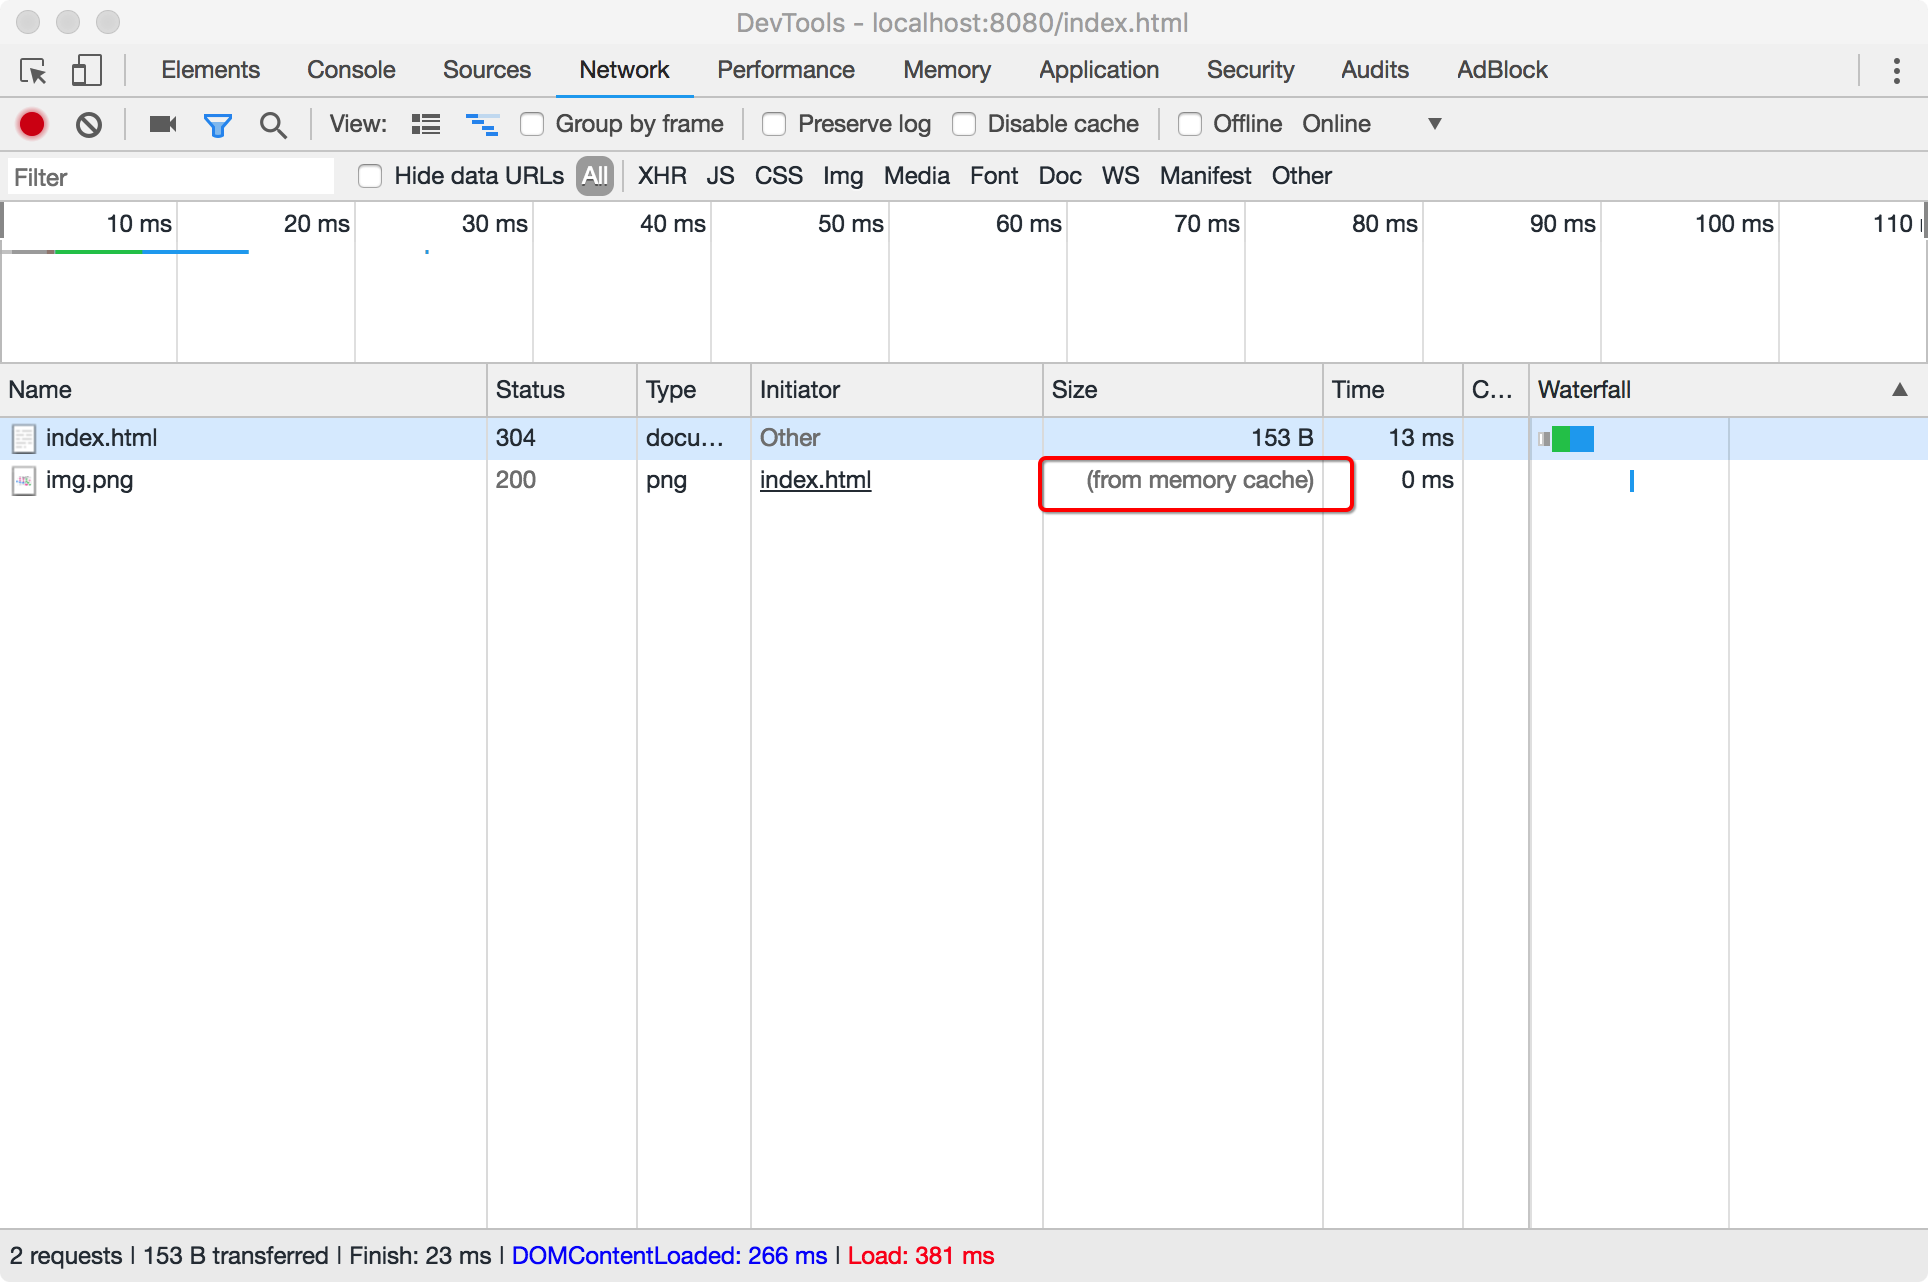 DevTools - localhost:8080/index.html
Elements Console Sources Network Performance Memory Application Security Audits AdBlock
View: Group by frame Preserve log Disable cache Offline Online
Filter Hide data URLs All XHR JS CSS Img Media Font Doc WS Manifest Other
10 ms 20 ms 30 ms 40 ms 50 ms 60 ms 70 ms 80 ms 90 ms 100 ms 110
Name Status Type Initiator Size Time C... Waterfall
index.html 304 docu... Other 153 B 13 ms
img.png 200 png index.html (from memory cache) 0 ms
2 requests | 153 B transferred | Finish: 23 ms | DOMContentLoaded: 266 ms | Load: 381 ms